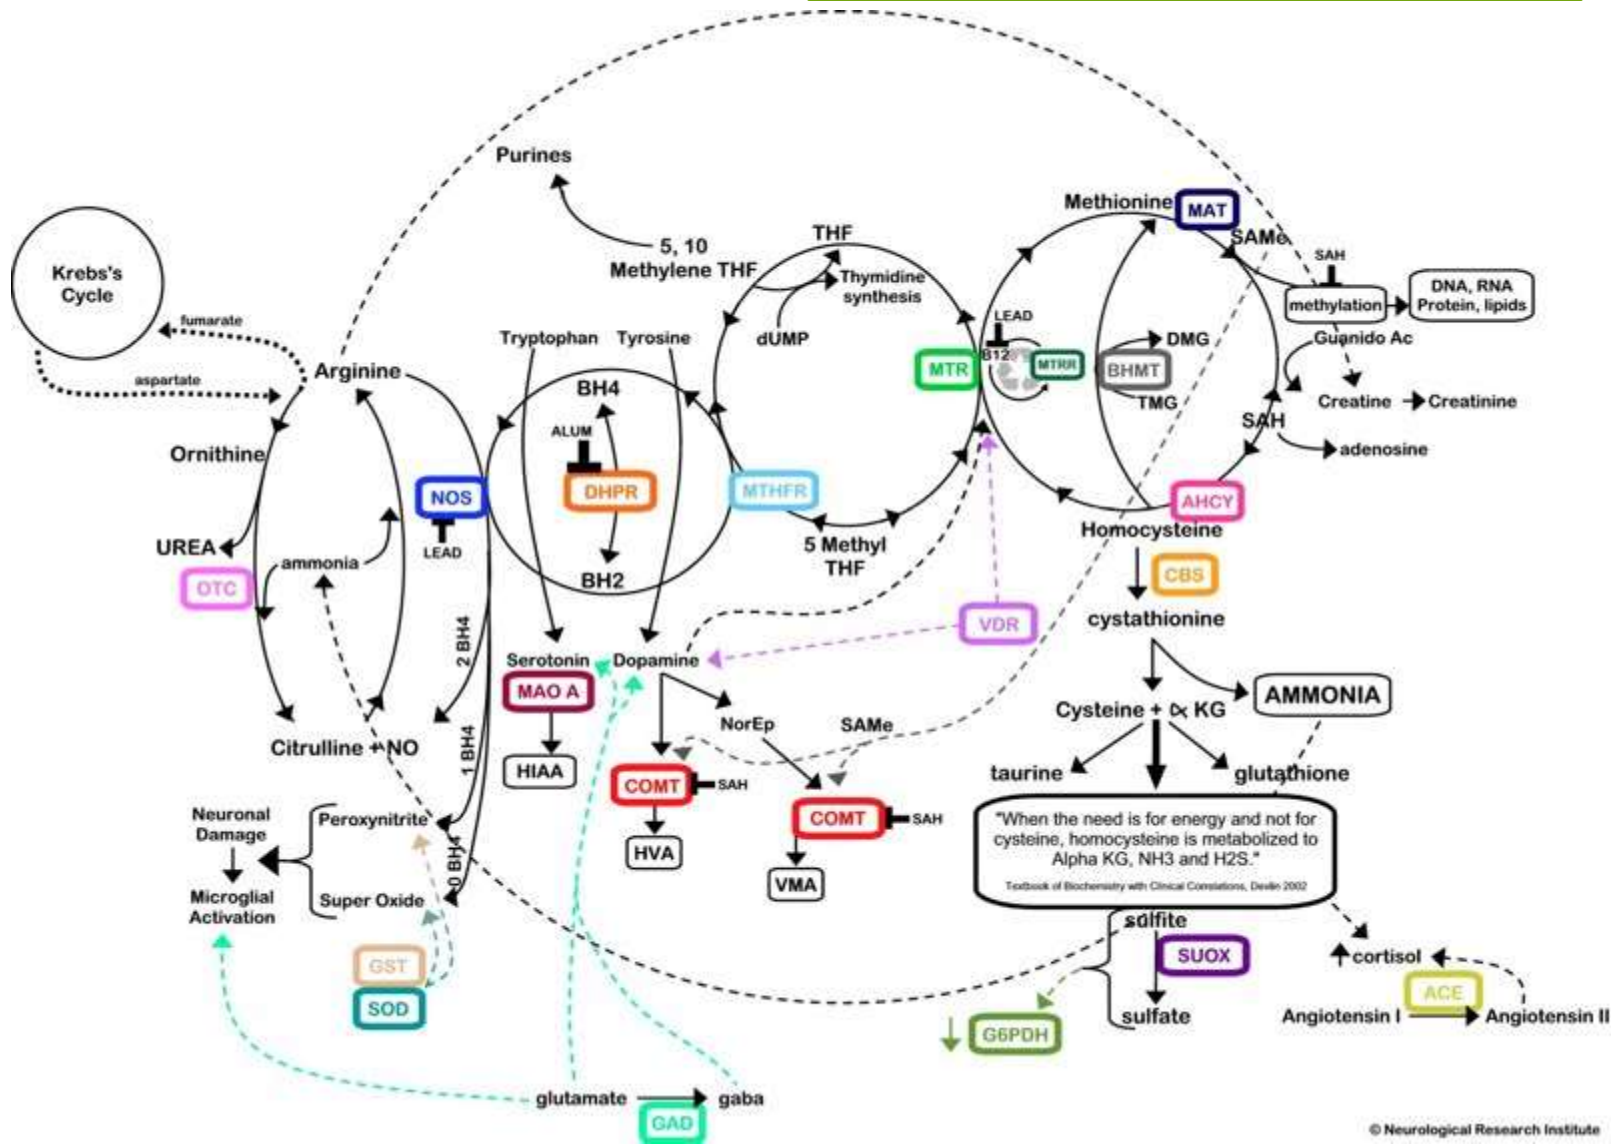 Purines
Methionine
MAT
THF
SAMe
5, 10
Methylene THF
SAH
Krebs's
Cycle
Thymidine
synthesis
methylation
DNA, RNA
Protein, lipids
fumarate
LEAD
Tryptophan
Tyrosine
dUMP
DMG
Guanido Ac
B12
MTRR
MTR
BHMT
Arginine
aspartate
BH4
TMG
Creatine
Creatinine
SAH
ALUM
adenosine
Ornithine
NOS
DHPR
MTHFR
AHCY
Homocysteine
LEAD
UREA
5 Methyl
THF
ammonia
CBS
BH2
OTC
cystathionine
VDR
2 BH4
Serotonin
Dopamine
MAO A
AMMONIA
Cysteine + ∝ KG
NorEp
SAMe
Citrulline + NO
1 BH4
HIAA
taurine
glutathione
COMT
SAH
Neuronal
Damage
Peroxynitrite
COMT
SAH
"When the need is for energy and not for
cysteine, homocysteine is metabolized to
Alpha KG, NH3 and H2S."
Textbook of Biochemistry with Clinical Correlations, Devlin 2002
HVA
0 BH4
VMA
Microglial
Activation
Super Oxide
sulfite
SUOX
cortisol
GST
SOD
ACE
sulfate
Angiotensin I
Angiotensin II
G6PDH
glutamate
gaba
GAD
© Neurological Research Institute